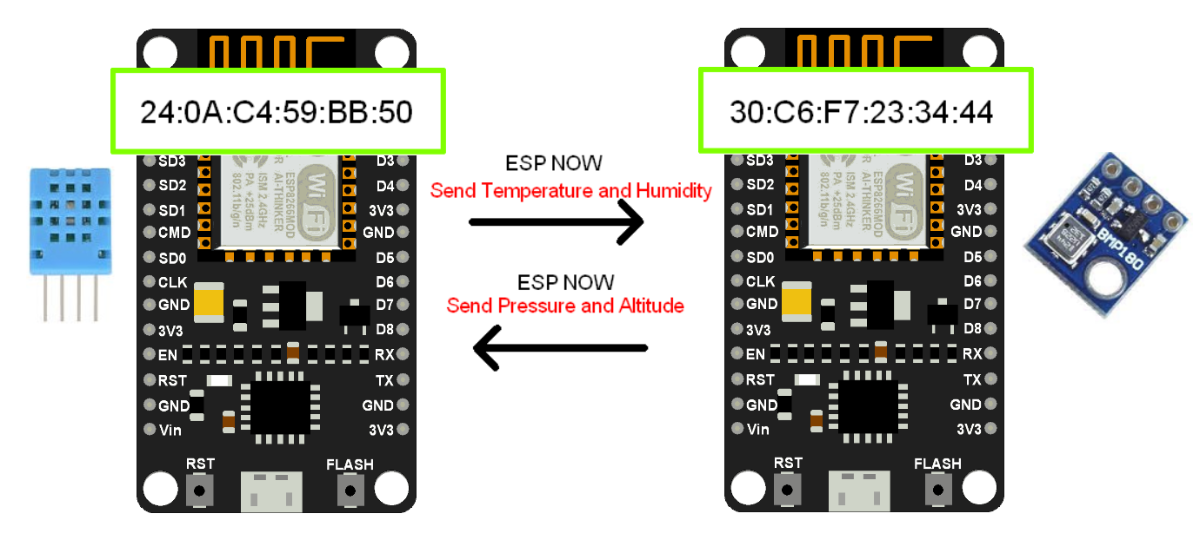 24:0A:C4:59:BB:50
SD3
SD2
SD1
CMD
SD0
CLK
GND
3V3
EN
RST
GND
Vin
D3
D4
3V3
GND
D5
D6
D7
D8
RX
TX
GND
3V3
WiFi
ESP8266MOD
AI-THINKER
ISM 2.4GHz
PA +25dBm
802.11b/g/n
RST
FLASH
ESP NOW
Send Temperature and Humidity
ESP NOW
Send Pressure and Altitude
30:C6:F7:23:34:44
SD3
SD2
SD1
CMD
SD0
CLK
GND
3V3
EN
RST
GND
Vin
D3
D4
3V3
GND
D5
D6
D7
D8
RX
TX
GND
3V3
WiFi
ESP8266MOD
AI-THINKER
ISM 2.4GHz
PA +25dBm
802.11b/g/n
RST
FLASH
BMP180